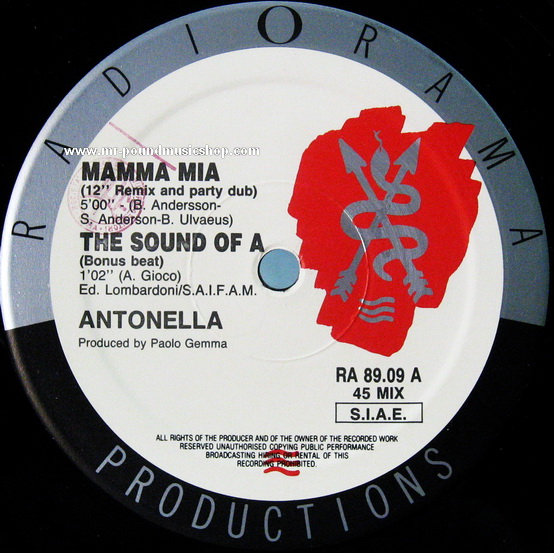 RADIORAMA
www.mr-poundmusicshop.com
MAMMA MIA
(12'' Remix and party dub)
5'00'' - (B. Andersson-
S. Anderson-B. Ulvaeus)
THE SOUND OF A
(Bonus beat)
1'02'' (A. Gioco)
Ed. Lombardoni/S.A.I.F.A.M.
ANTONELLA
Produced by Paolo Gemma
RA 89.09 A
45 MIX
S.I.A.E.
ALL RIGHTS OF THE PRODUCER AND OF THE OWNER OF THE RECORDED WORK
RESERVED UNAUTHORISED COPYING PUBLIC PERFORMANCE
BROADCASTING HIRING OR RENTAL OF THIS
RECORDING PROHIBITED.
PRODUCTIONS